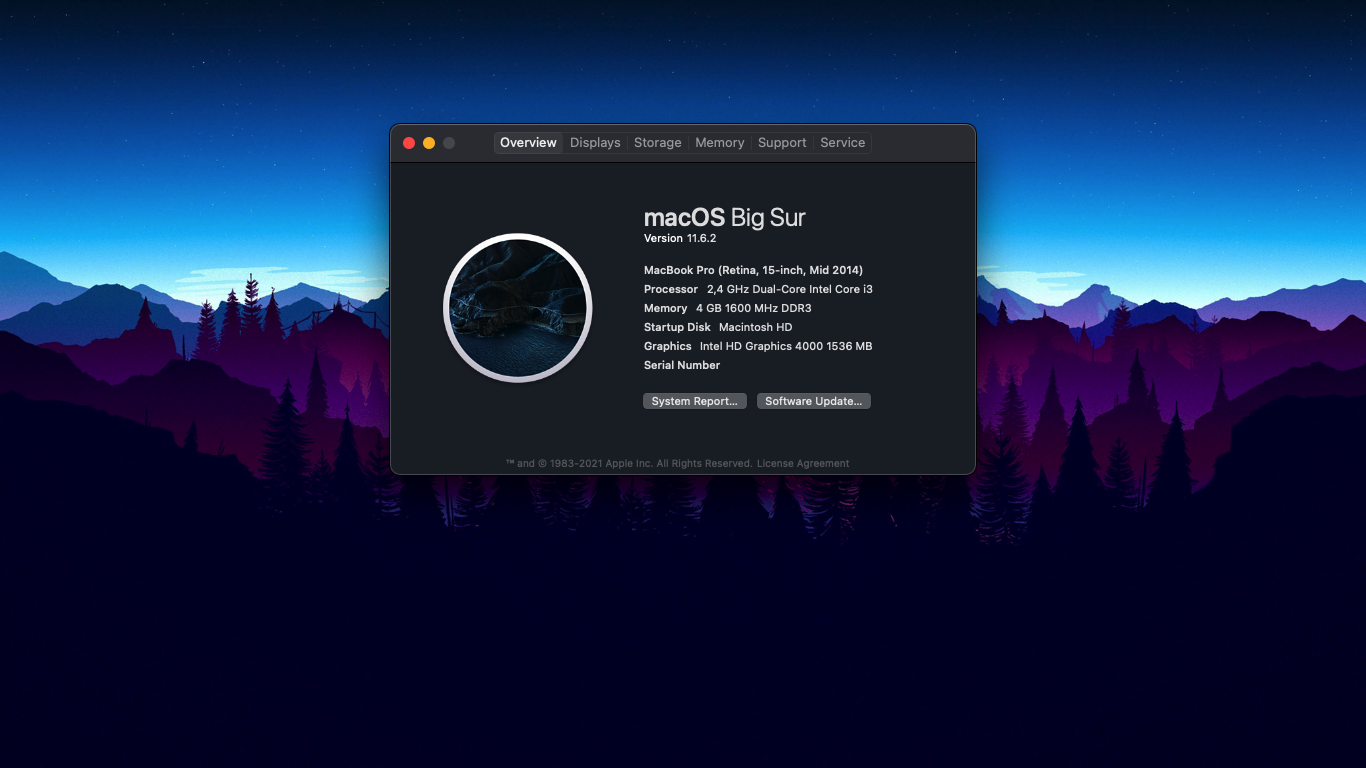 Overview Displays Storage Memory Support Service
macOS Big Sur
Version 11.6.2
MacBook Pro (Retina, 15-inch, Mid 2014)
Processor 2,4 GHz Dual-Core Intel Core i3
Memory 4 GB 1600 MHz DDR3
Startup Disk Macintosh HD
Graphics Intel HD Graphics 4000 1536 MB
Serial Number
System Report... Software Update...
™ and © 1983-2021 Apple Inc. All Rights Reserved. License Agreement